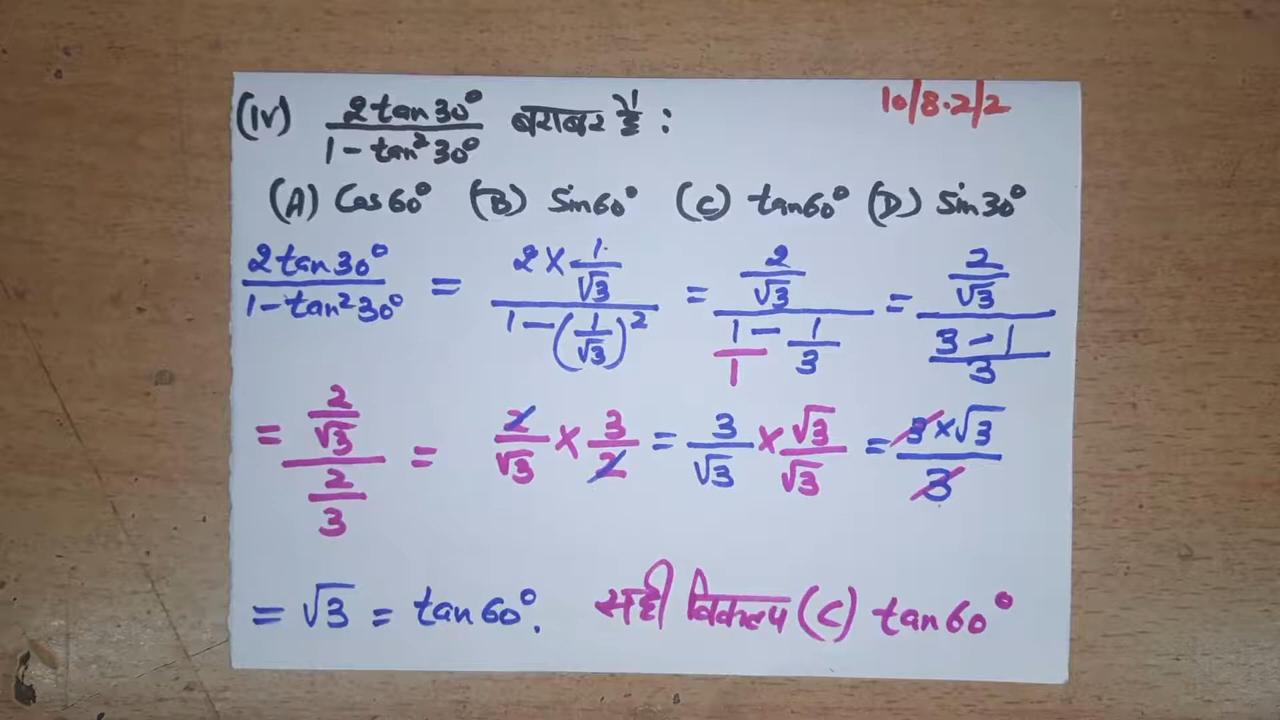 (iv) 2tan30°/1-tan²30° बराबर है : 10/8.2/2
(A) Cos60° (B) Sin60° (C) tan60° (D) Sin30°
2tan30°/1-tan²30° = 2×1/√3 / 1-(1/√3)² = 2/√3 / 1/1-1/3 = 2/√3 / 3-1/3
= 2/√3 / 2/3 = 2/√3 × 3/2 = 3/√3 × √3/√3 = 3×√3/3
= √3 = tan60°. सही विकल्प (C) tan60°